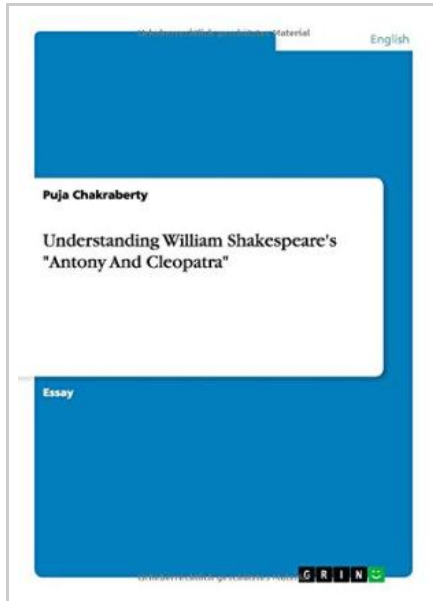 English
Puja Chakraberty
Understanding William Shakespeare's
"Antony And Cleopatra"
Essay
GRIN